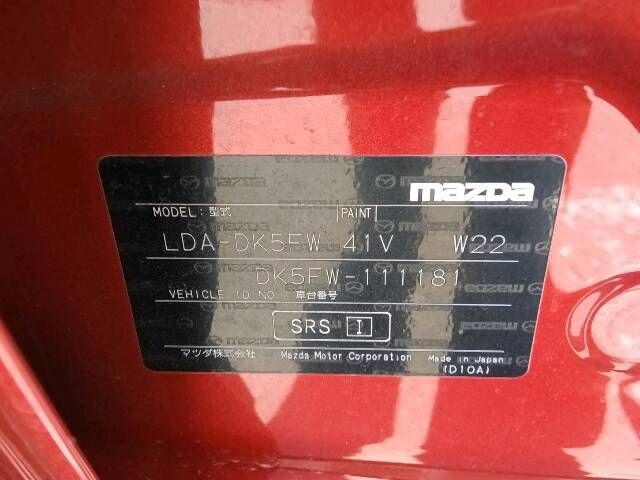 mazda
MODEL: 型式 PAINT
LDA-DK5FW 41V W22
DK5FW-111181
VEHICLE ID NO 車台番号
SRS I
マツダ株式会社 Mazda Motor Corporation Made in Japan
(D10A)